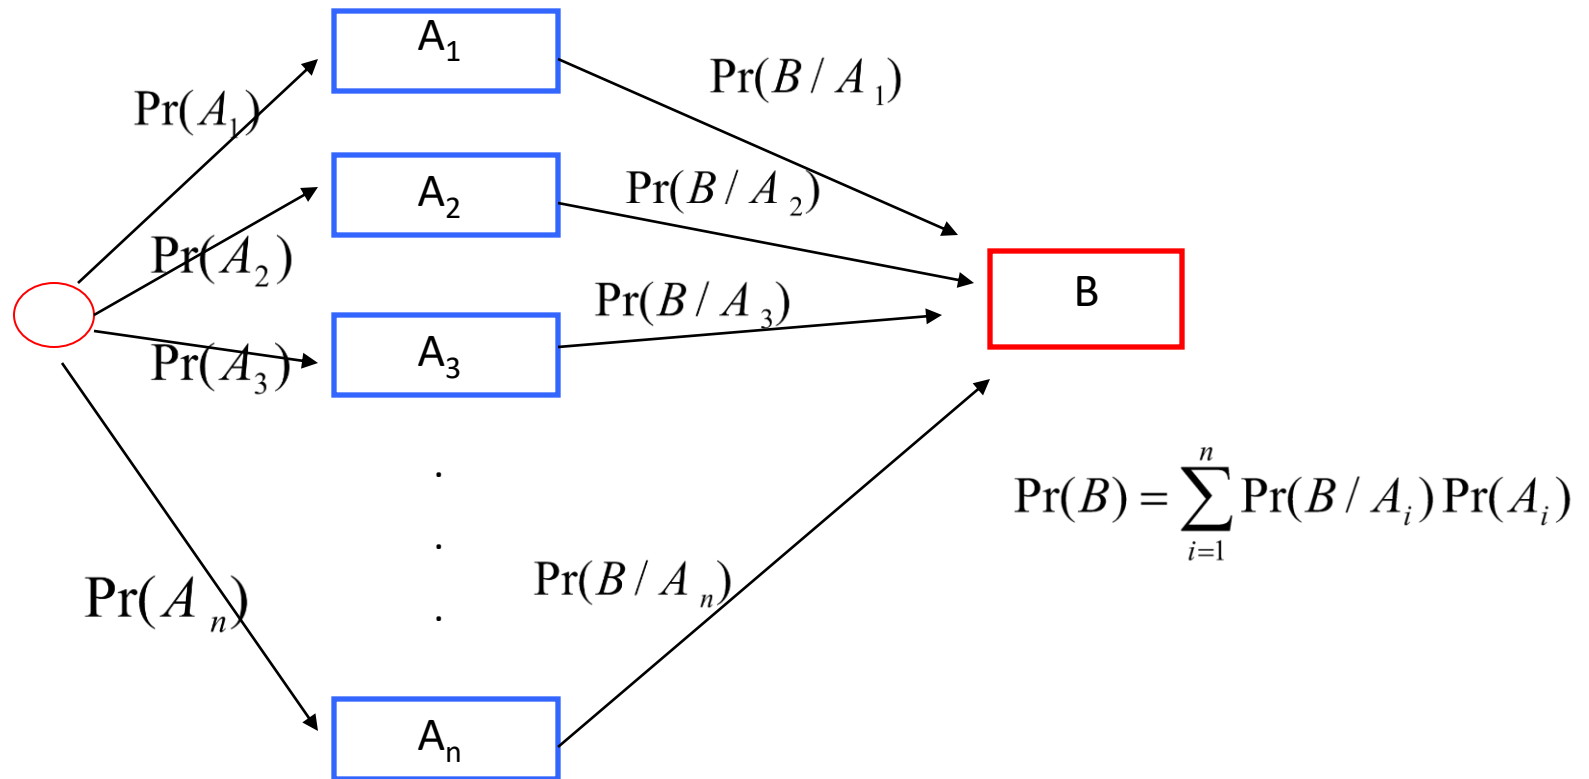 A₁
Pr(B / A₁)
Pr(A₁)
A₂
Pr(B / A₂)
Pr(A₂)
B
Pr(B / A₃)
A₃
Pr(A₃)
.
.
.
Pr(B) = ∑ᵢ₌₁ⁿ Pr(B / Aᵢ) Pr(Aᵢ)
Pr(B / Aₙ)
Pr(Aₙ)
Aₙ